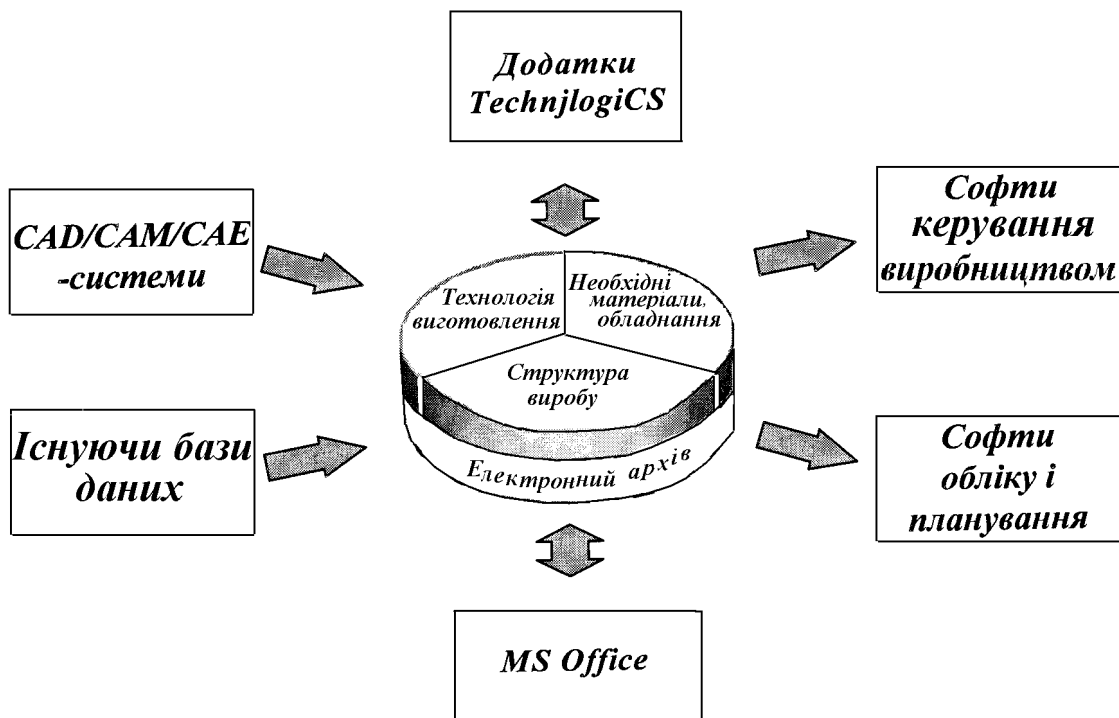 Додатки
TechnjlogiCS
CAD/CAM/CAE
-системи
Софти
керування
виробництвом
Технологія
виготовлення
Необхідні
матеріали,
обладнання
Структура
виробу
Електронний архів
Існуючи бази
даних
Софти
обліку і
планування
MS Office